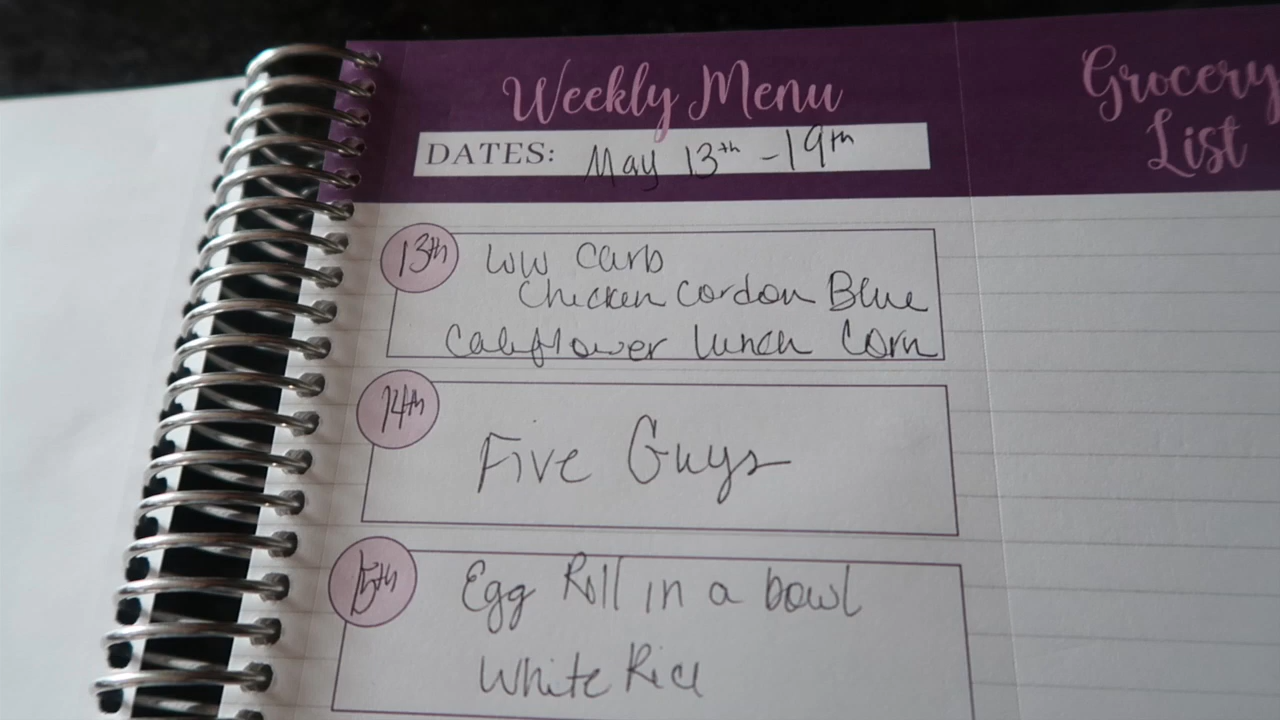 Weekly Menu
DATES: May 13th - 19th
Grocery
List
13th
Low Carb
Chicken Cordon Blue
Califlower lunch Corn
14th
Five Guys
15th
Egg Roll in a bowl
White Rice